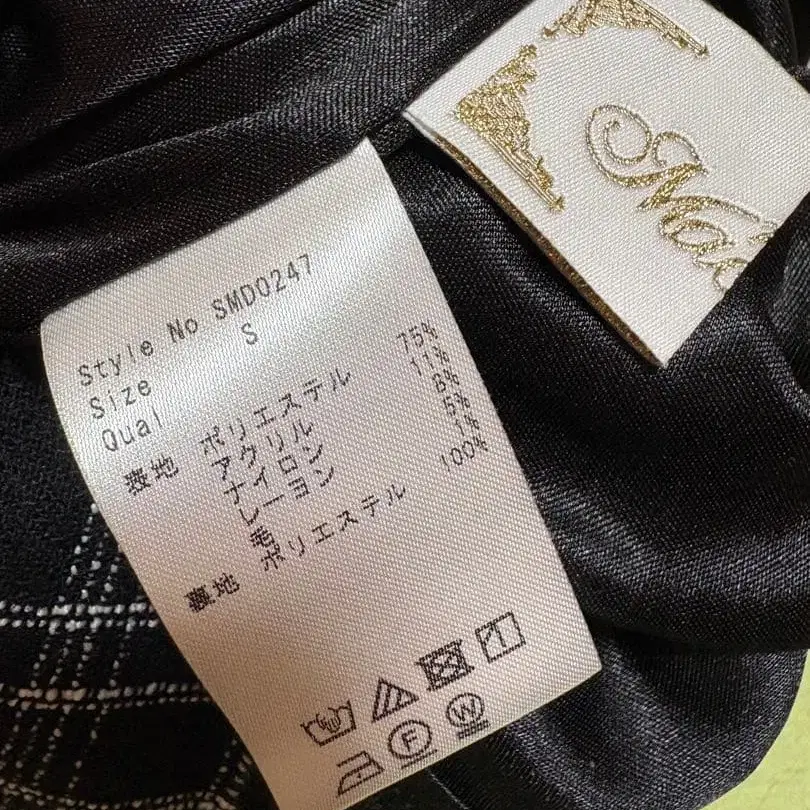 Style No SMD0247
Size S
Qual
表地 ポリエステル 75%
アクリル 11%
ナイロン 8%
レーヨン 5%
毛 1%
裏地 ポリエステル 100%
F
W